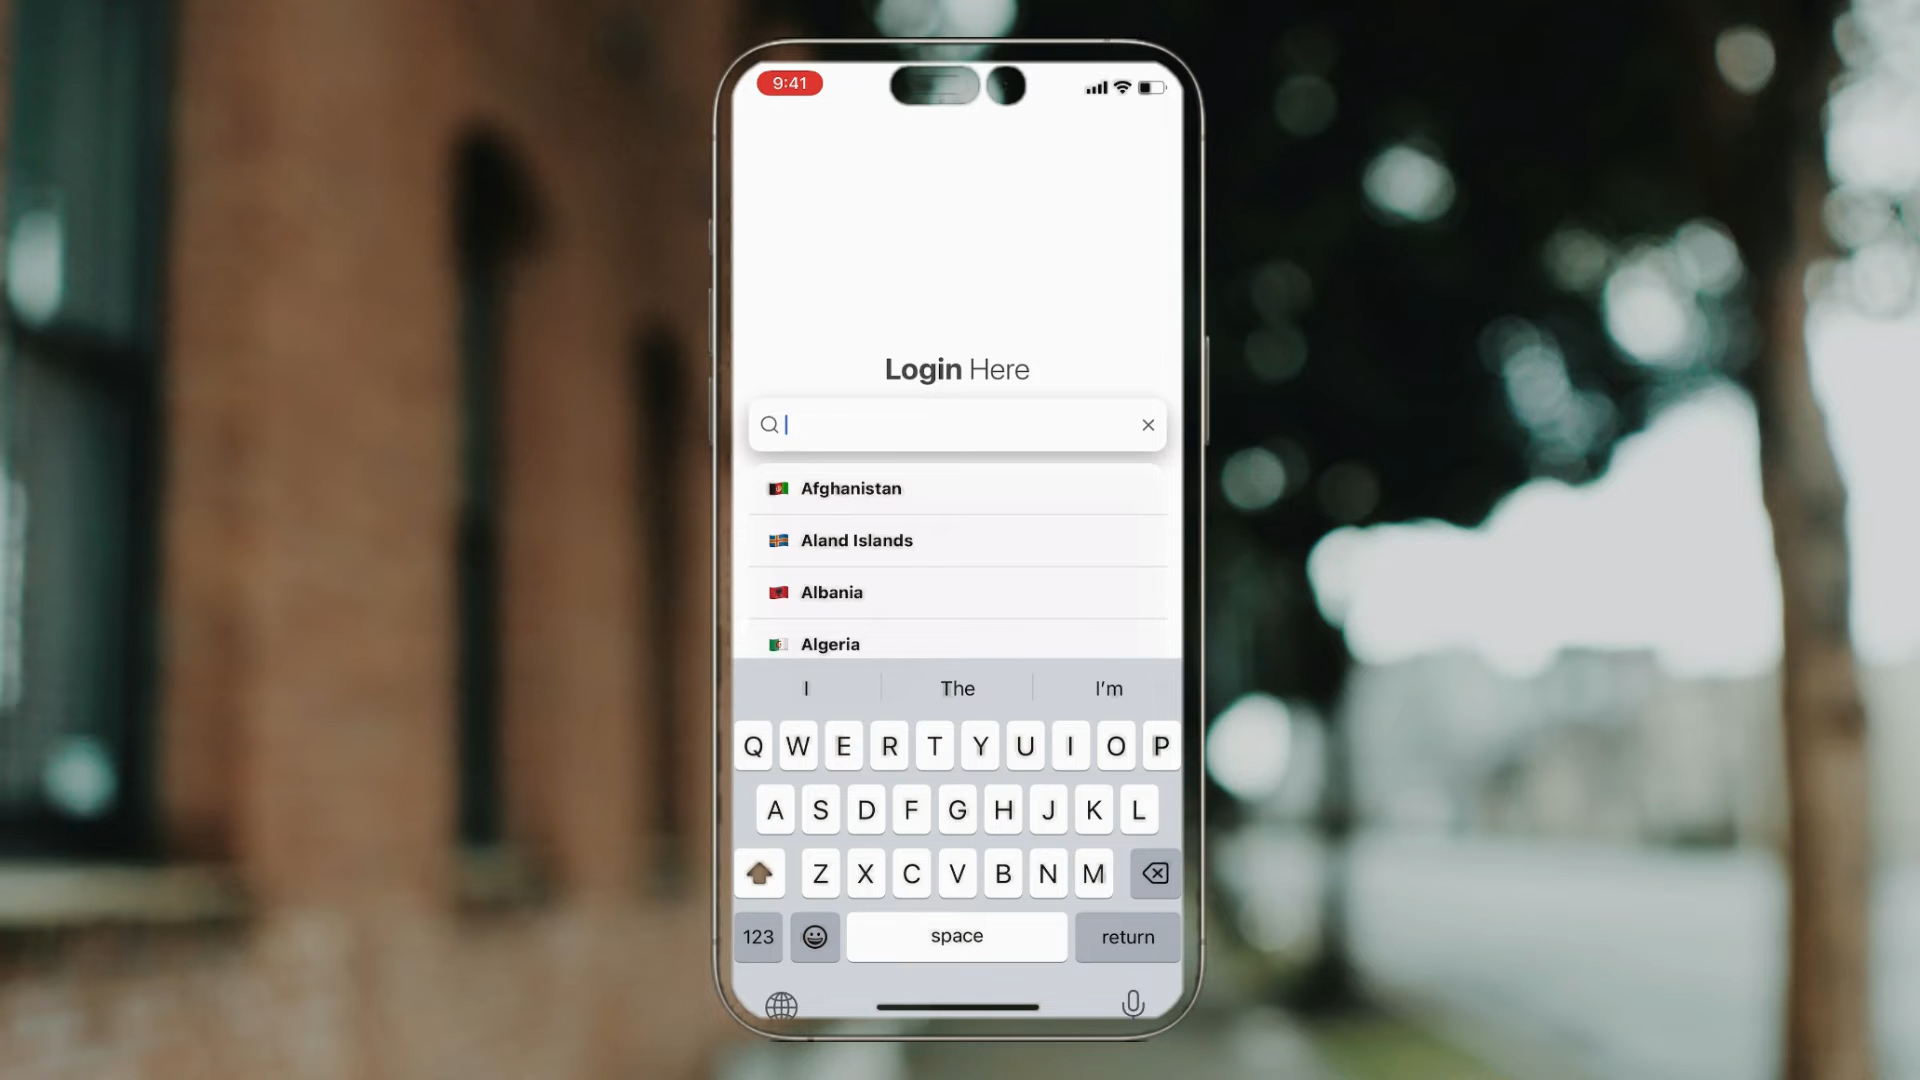 9:41
Login Here
Afghanistan
Aland Islands
Albania
Algeria
I The I'm
Q W E R T Y U I O P
A S D F G H J K L
Z X C V B N M
123 space return